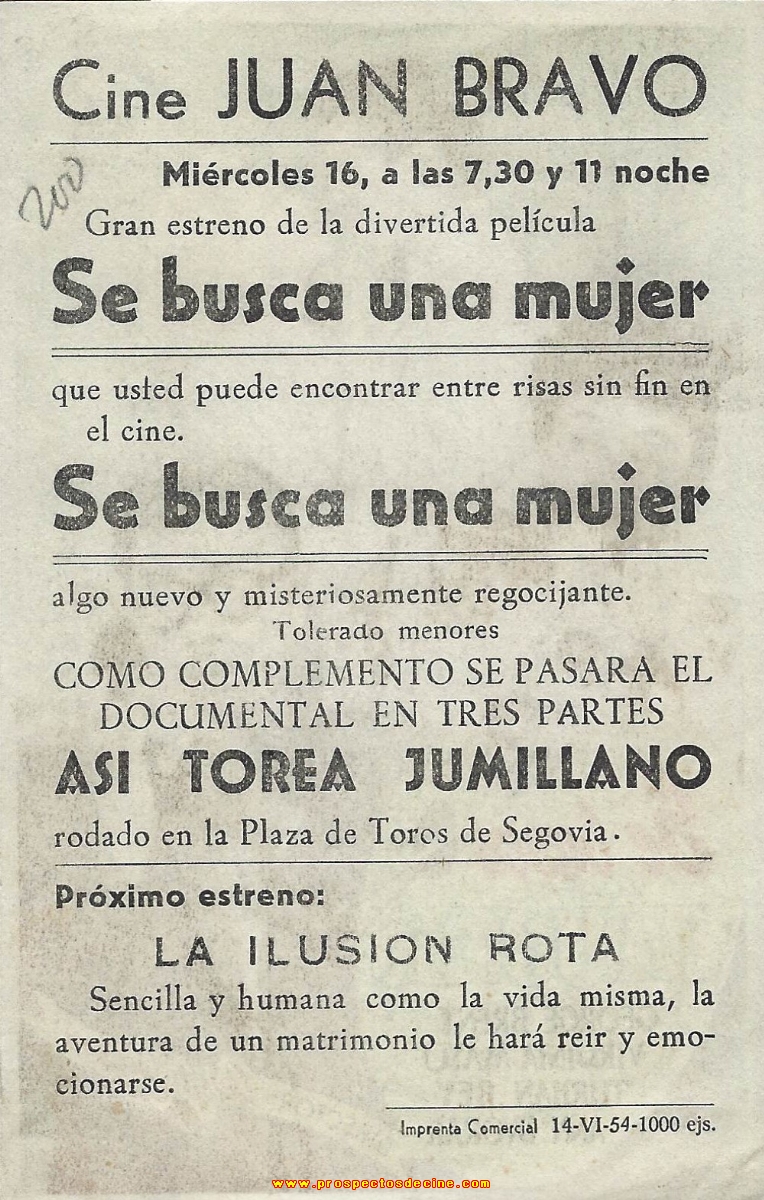 Cine JUAN BRAVO
2000
Miércoles 16, a las 7,30 y 11 noche
Gran estreno de la divertida película
Se busca una mujer
que usted puede encontrar entre risas sin fin en
el cine.
Se busca una mujer
algo nuevo y misteriosamente regocijante.
Tolerado menores
COMO COMPLEMENTO SE PASARA EL
DOCUMENTAL EN TRES PARTES
ASI TOREA JUMILLANO
rodado en la Plaza de Toros de Segovia.
Próximo estreno:
LA ILUSION ROTA
Sencilla y humana como la vida misma, la
aventura de un matrimonio le hará reir y emo-
cionarse.
Imprenta Comercial 14-VI-54-1000 ejs.
www.prospectosdecine.com